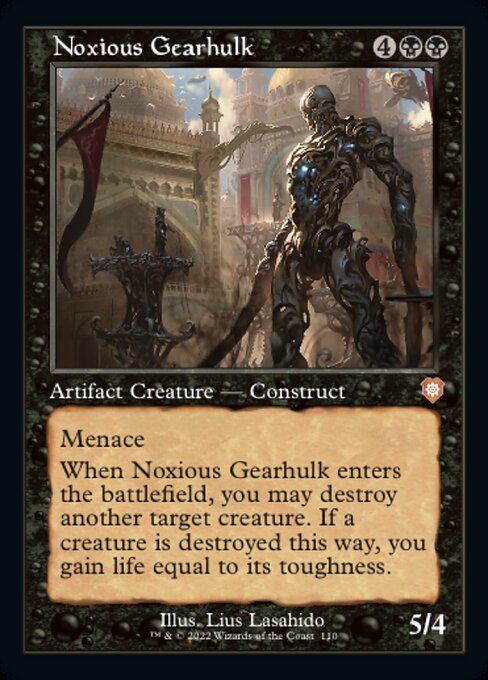 Noxious Gearhulk 4
Artifact Creature — Construct
Menace
When Noxious Gearhulk enters
the battlefield, you may destroy
another target creature. If a
creature is destroyed this way, you
gain life equal to its toughness.
Illus. Lius Lasahido
™ & © 2022 Wizards of the Coast 110
5/4